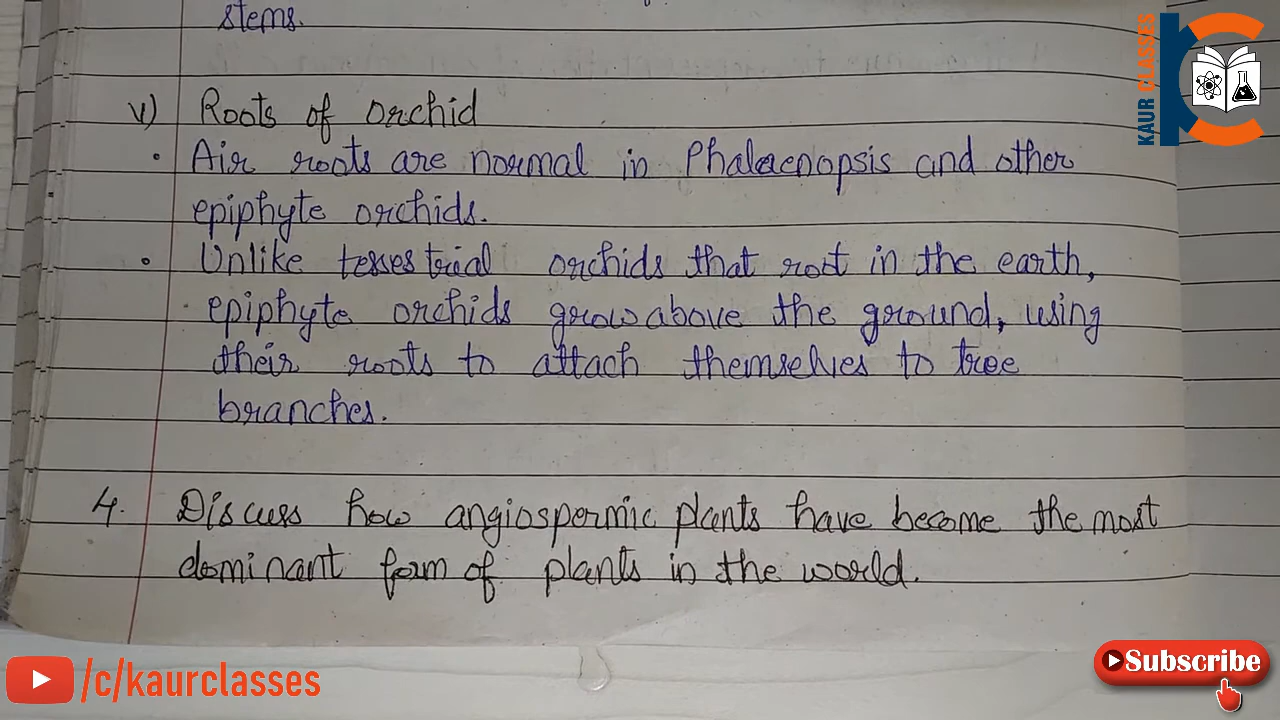 stems.
v) Roots of orchid
• Air roots are normal in Phalaenopsis and other
epiphyte orchids.
• Unlike terrestrial orchids that root in the earth,
epiphyte orchids grow above the ground, using
their roots to attach themselves to tree
branches.
4. Discuss how angiospermic plants have become the most
dominant form of plants in the world.
KAUR CLASSES
/c/kaurclasses
Subscribe